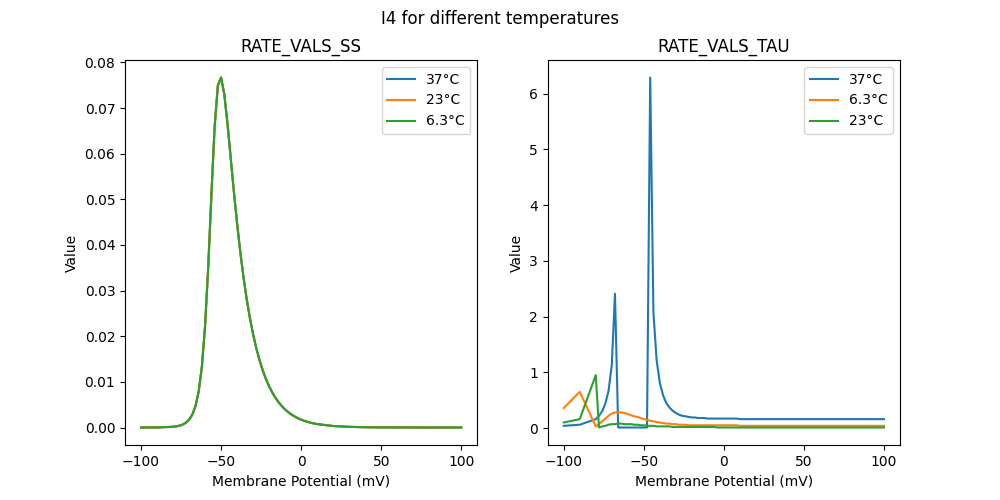 I4 for different temperatures
RATE_VALS_SS
RATE_VALS_TAU
0.08
0.07
0.06
0.05
0.04
0.03
0.02
0.01
0.00
Value
37°C
23°C
6.3°C
−100
−50
0
50
100
Membrane Potential (mV)
6
5
4
3
2
1
0
Value
37°C
6.3°C
23°C
−100
−50
0
50
100
Membrane Potential (mV)